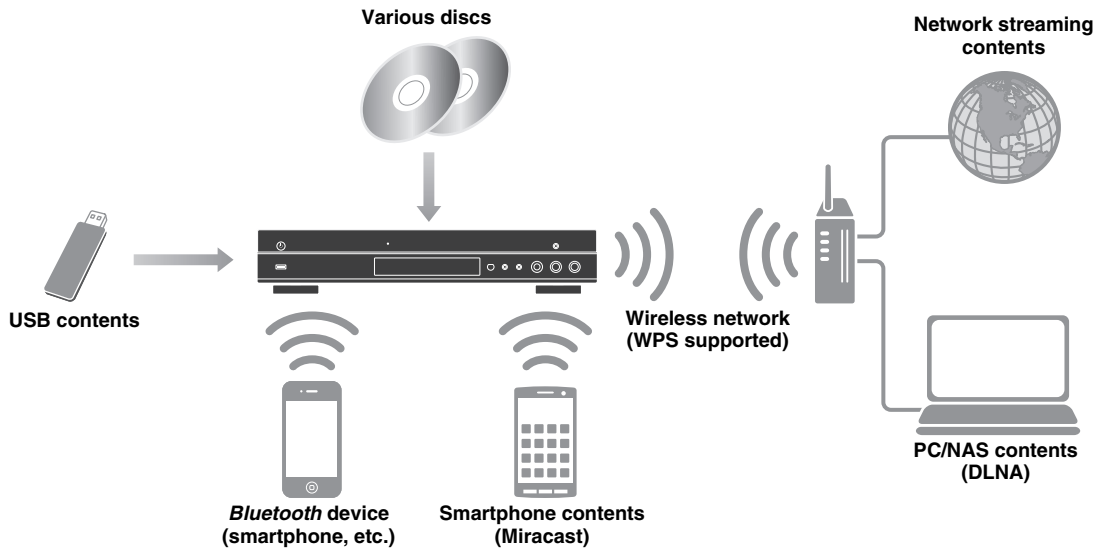 Various discs
Network streaming
contents
USB contents
Wireless network
(WPS supported)
PC/NAS contents
(DLNA)
Bluetooth device
(smartphone, etc.)
Smartphone contents
(Miracast)